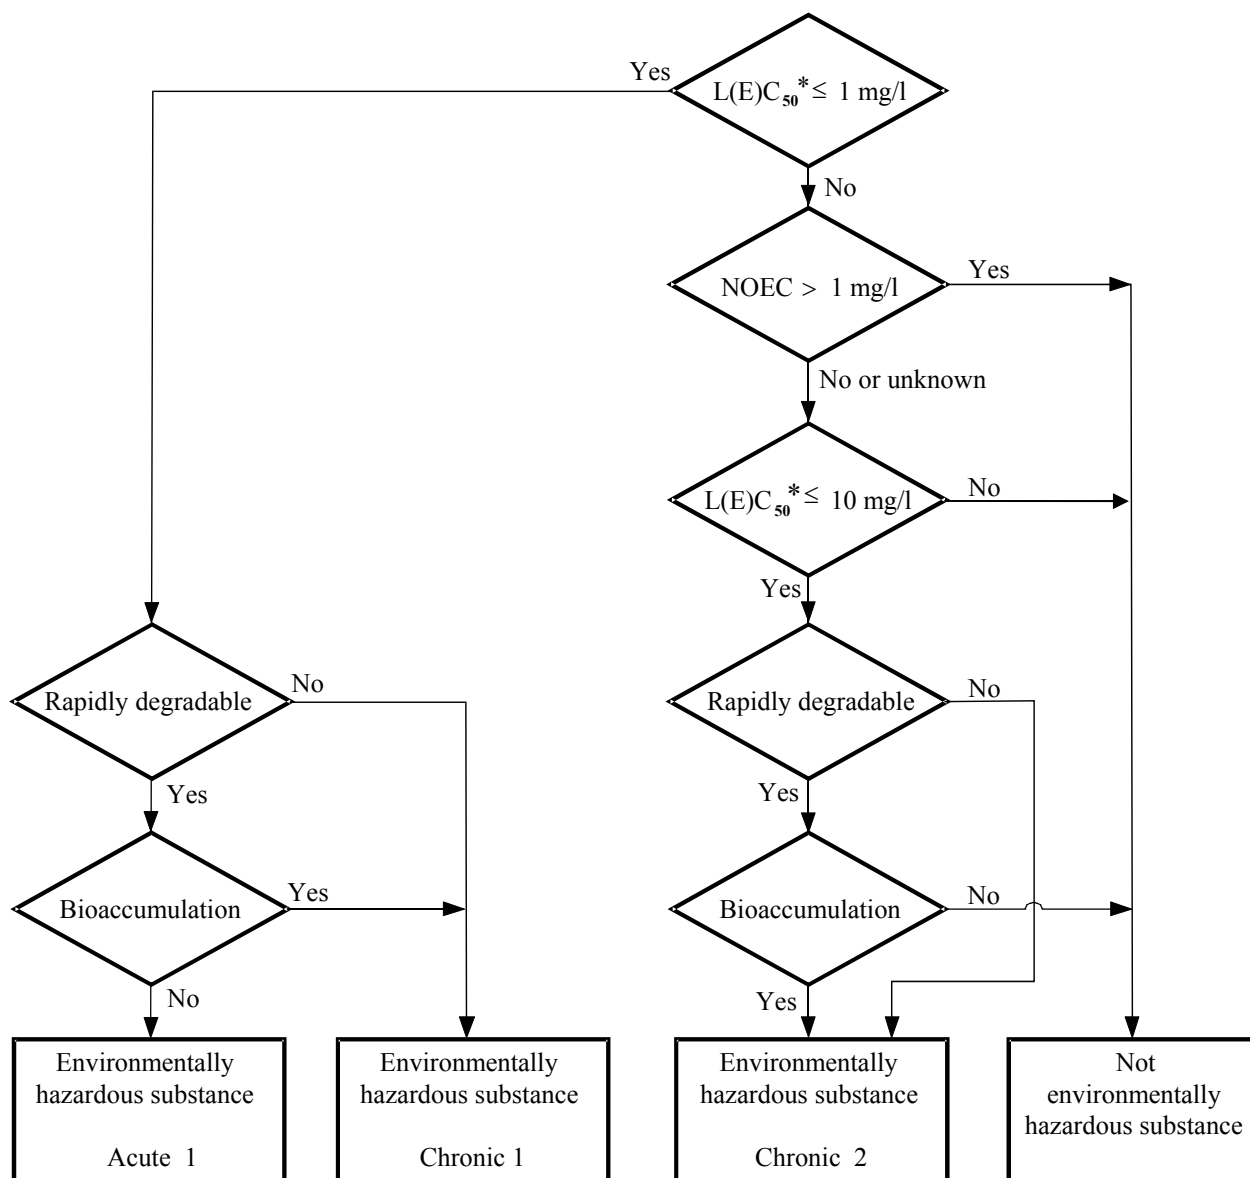 Yes
L(E)C50* ≤ 1 mg/l
No
NOEC > 1 mg/l
Yes
No or unknown
L(E)C50* ≤ 10 mg/l
No
Yes
Rapidly degradable
No
Rapidly degradable
No
Yes
Yes
Bioaccumulation
Yes
Bioaccumulation
No
No
Yes
Environmentally
hazardous substance
Acute 1
Environmentally
hazardous substance
Chronic 1
Environmentally
hazardous substance
Chronic 2
Not
environmentally
hazardous substance